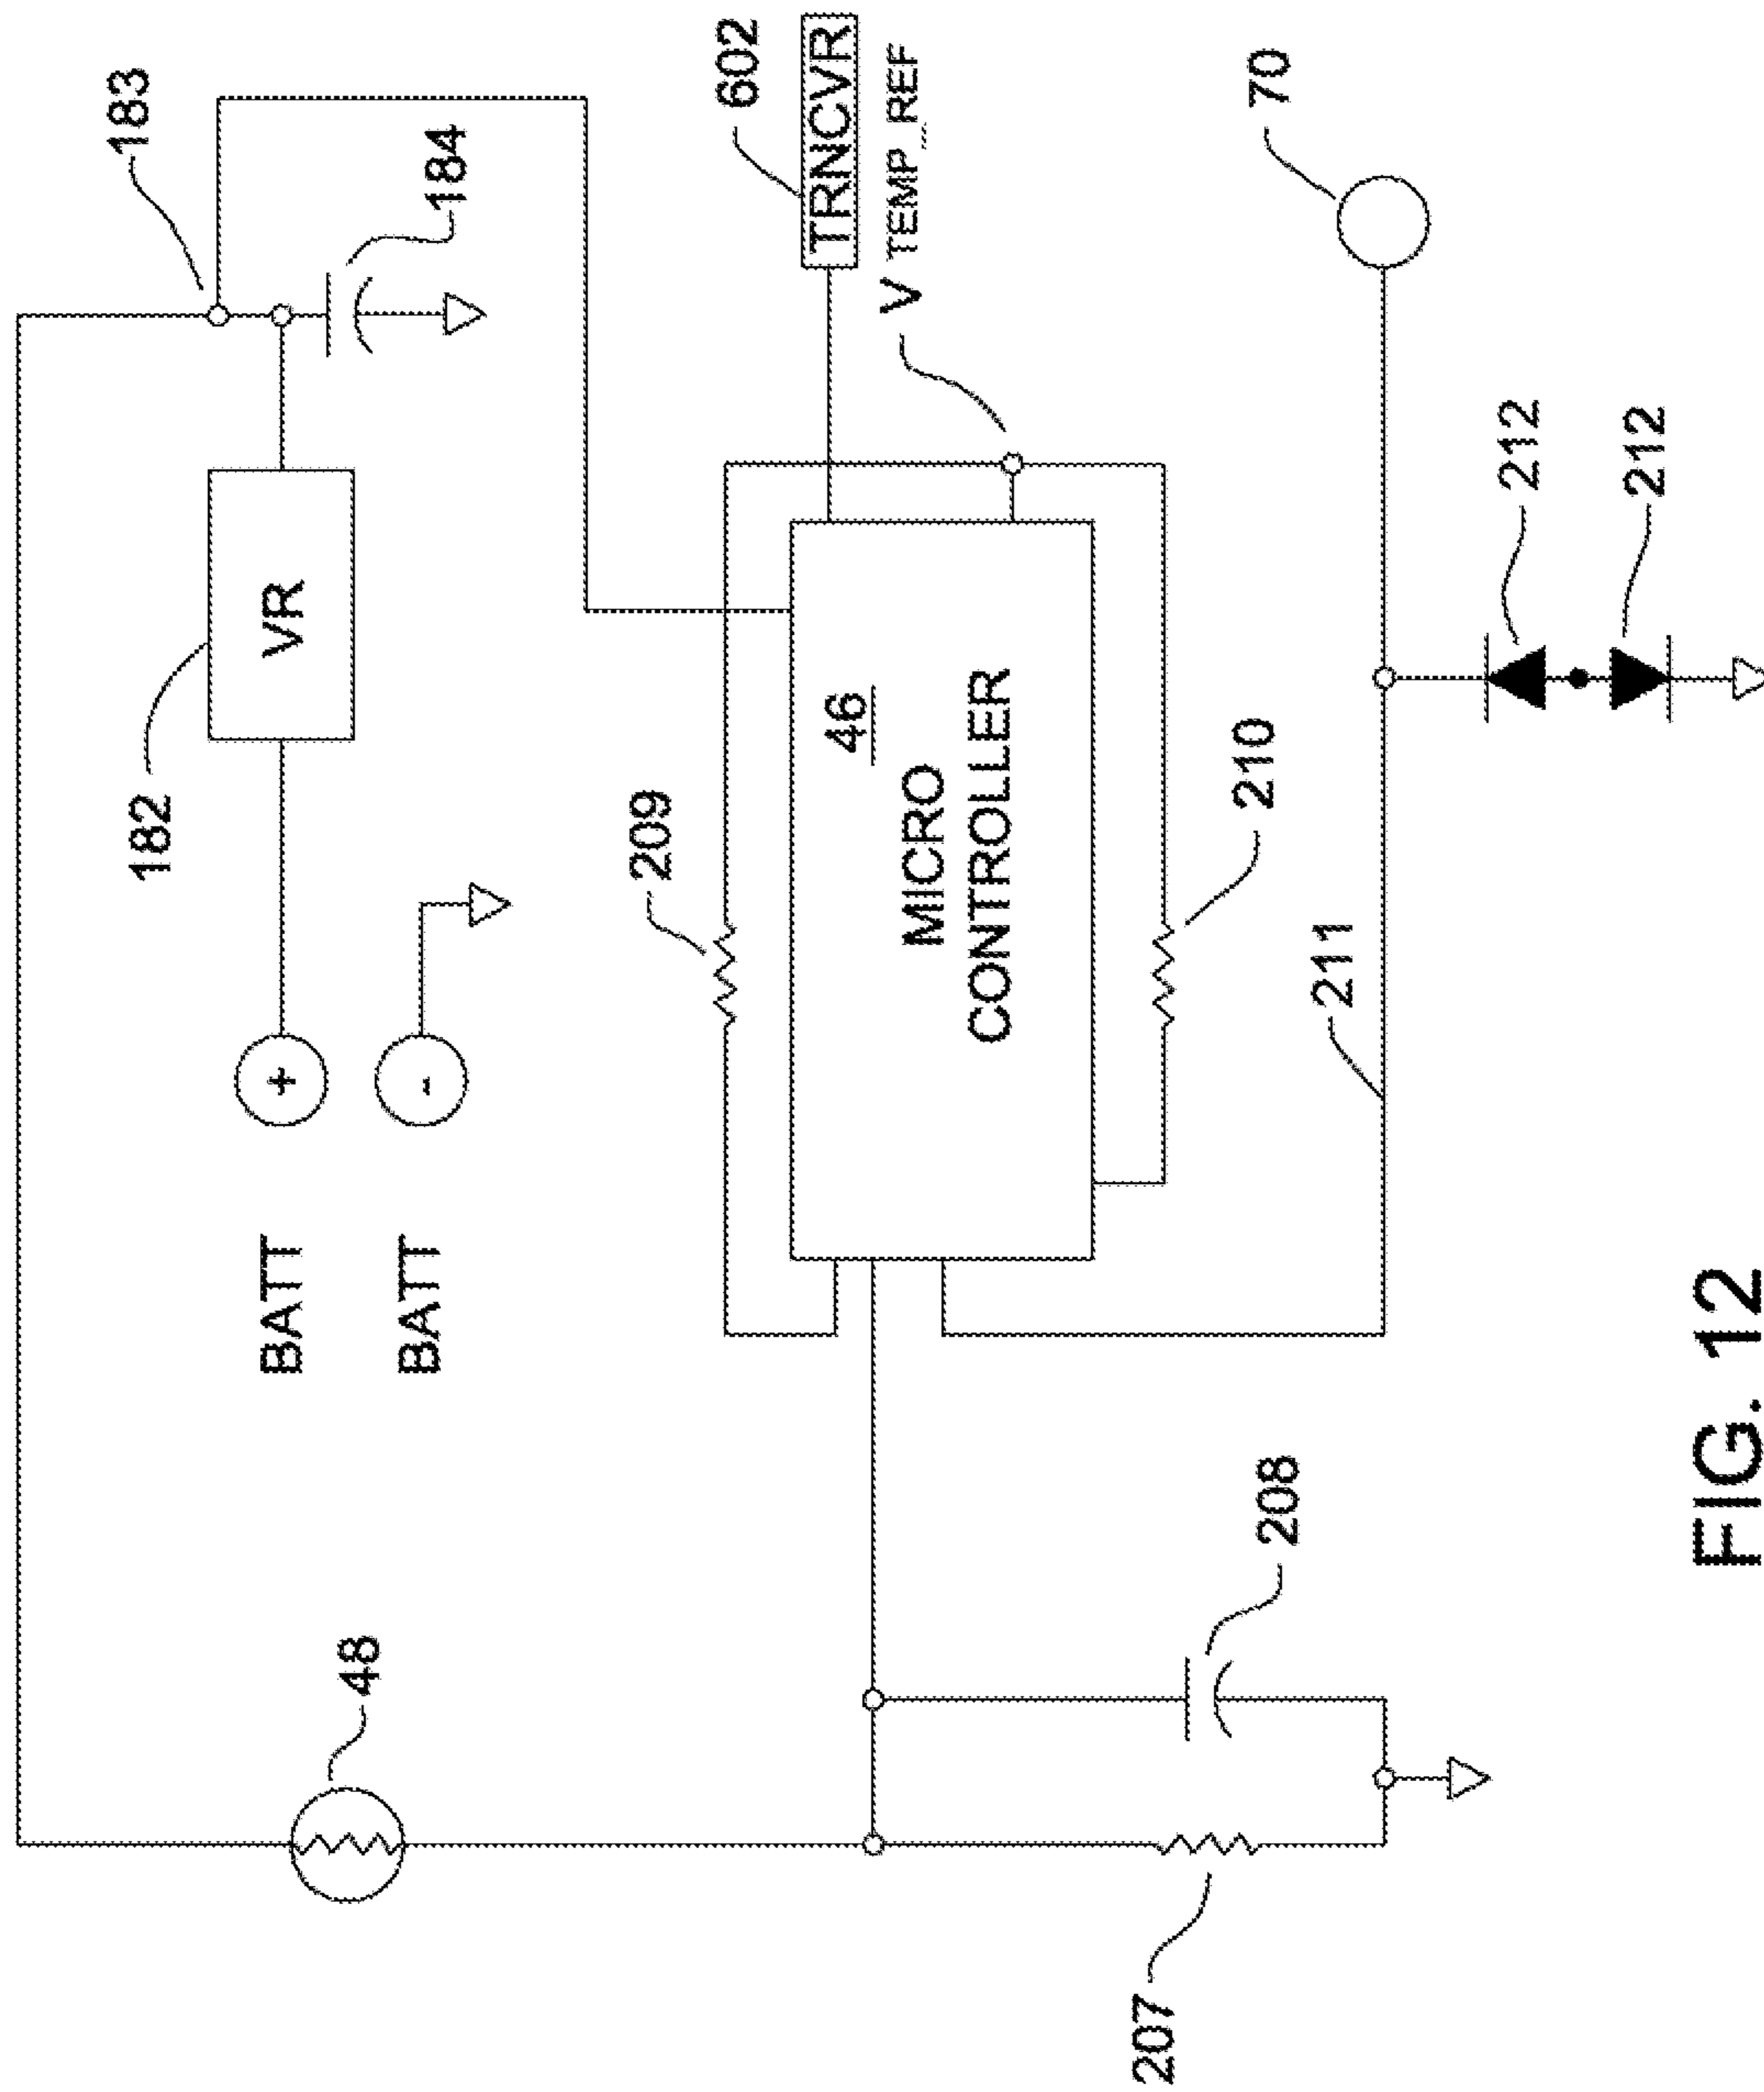 183
184
182
VR
BATT
+
BATT
-
48
602
TRNCVR
V TEMP_REF
209
46
MICRO
CONTROLLER
210
70
211
212
212
208
207
FIG. 12